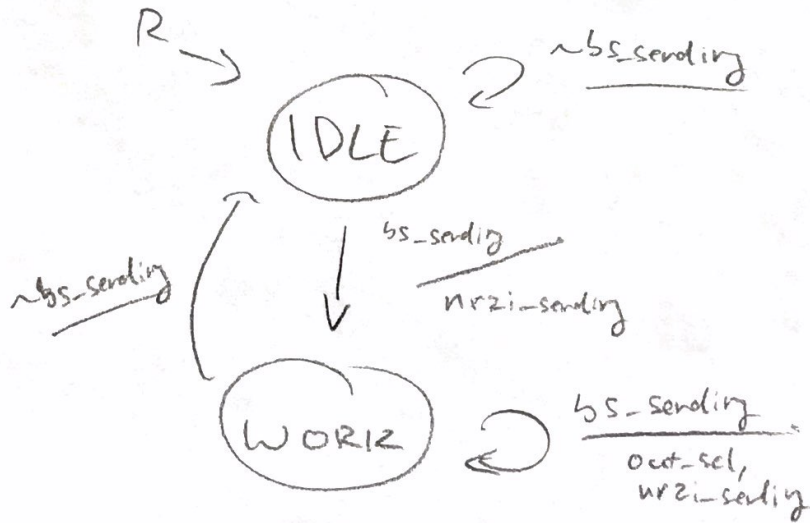 R
~bs_sending
IDLE
bs_sending
nrzi_sending
~bs_sending
WORK
bs_sending
out_sel,
nrzi_sending